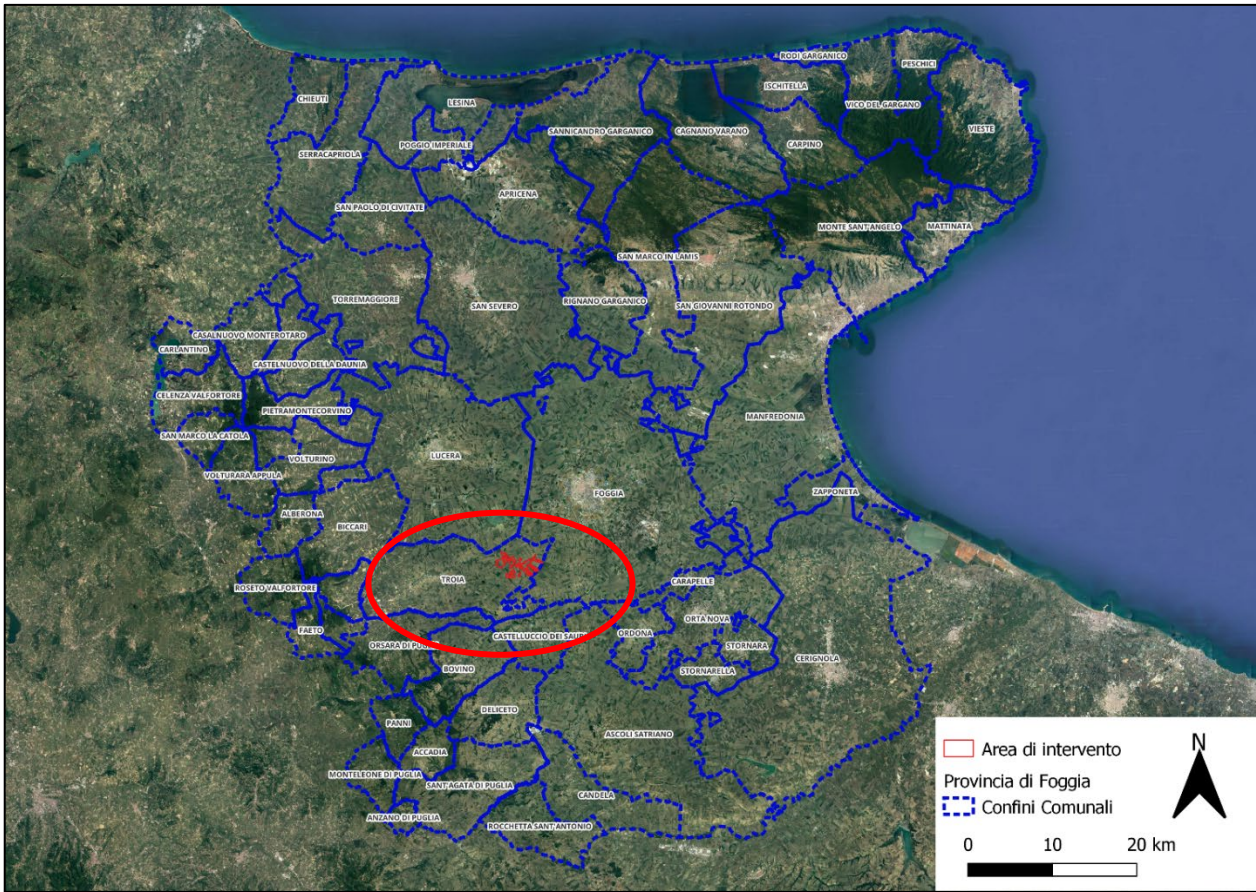 RODI GARGANICO
PESCHICI
ISCHITELLA
CHIEUTI
LESINA
VICO DEL GARGANO
VIESTE
SANNICANDRO GARGANICO
CAGNANO VARANO
POGGIO IMPERIALE
CARPINO
SERRACAPRIOLA
APRICENA
SAN PAOLO DI CIVITATE
MONTE SANT'ANGELO
MATTINATA
SAN MARCO IN LAMIS
TORREMAGGIORE
SAN SEVERO
RIGNANO GARGANICO
SAN GIOVANNI ROTONDO
CASALNUOVO MONTEROTARO
CARLANTINO
CASTELNUOVO DELLA DAUNIA
CELENZA VALFORTORE
PIETRAMONTECORVINO
MANFREDONIA
SAN MARCO LA CATOLA
VOLTURINO
LUCERA
VOLTURARA APPULA
FOGGIA
ZAPPONETA
ALBERONA
BICCARI
TROIA
CARAPELLE
ROSETO VALFORTORE
ORTA NOVA
FAETO
CASTELLUCCIO DEI SAURI
ORDONA
ORSARA DI PUGLIA
STORNARA
CERIGNOLA
BOVINO
STORNARELLA
DELICETO
PANNI
ASCOLI SATRIANO
ACCADIA
MONTELEONE DI PUGLIA
SANT'AGATA DI PUGLIA
CANDELA
ANZANO DI PUGLIA
ROCCHETTA SANT'ANTONIO
Area di intervento
Provincia di Foggia
Confini Comunali
N
0 10 20 km